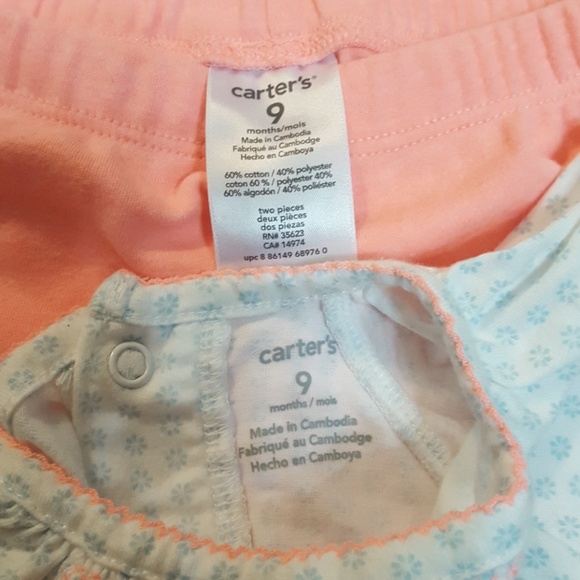 carter's®
9
months/mois
Made in Cambodia
Fabriqué au Cambodge
Hecho en Camboya
60% cotton / 40% polyester
coton 60 % / polyester 40%
60% algodón / 40% poliéster
two pieces
deux pièces
dos piezas
RN# 35623
CA# 14974
upc 8 86149 68976 0
carter's
9
months / mois
Made in Cambodia
Fabriqué au Cambodge
Hecho en Camboya